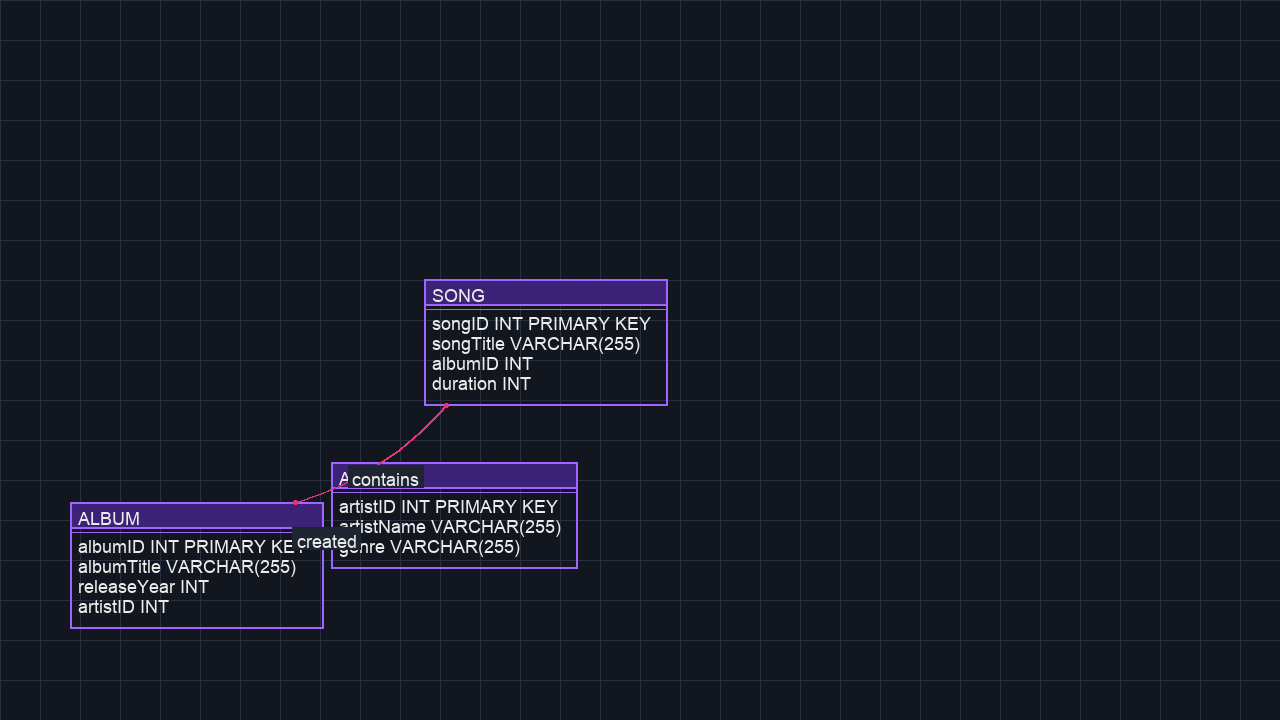 SONG
songID INT PRIMARY KEY
songTitle VARCHAR(255)
albumID INT
duration INT
contains
artistID INT PRIMARY KEY
artistName VARCHAR(255)
genre VARCHAR(255)
created
ALBUM
albumID INT PRIMARY KEY
albumTitle VARCHAR(255)
releaseYear INT
artistID INT